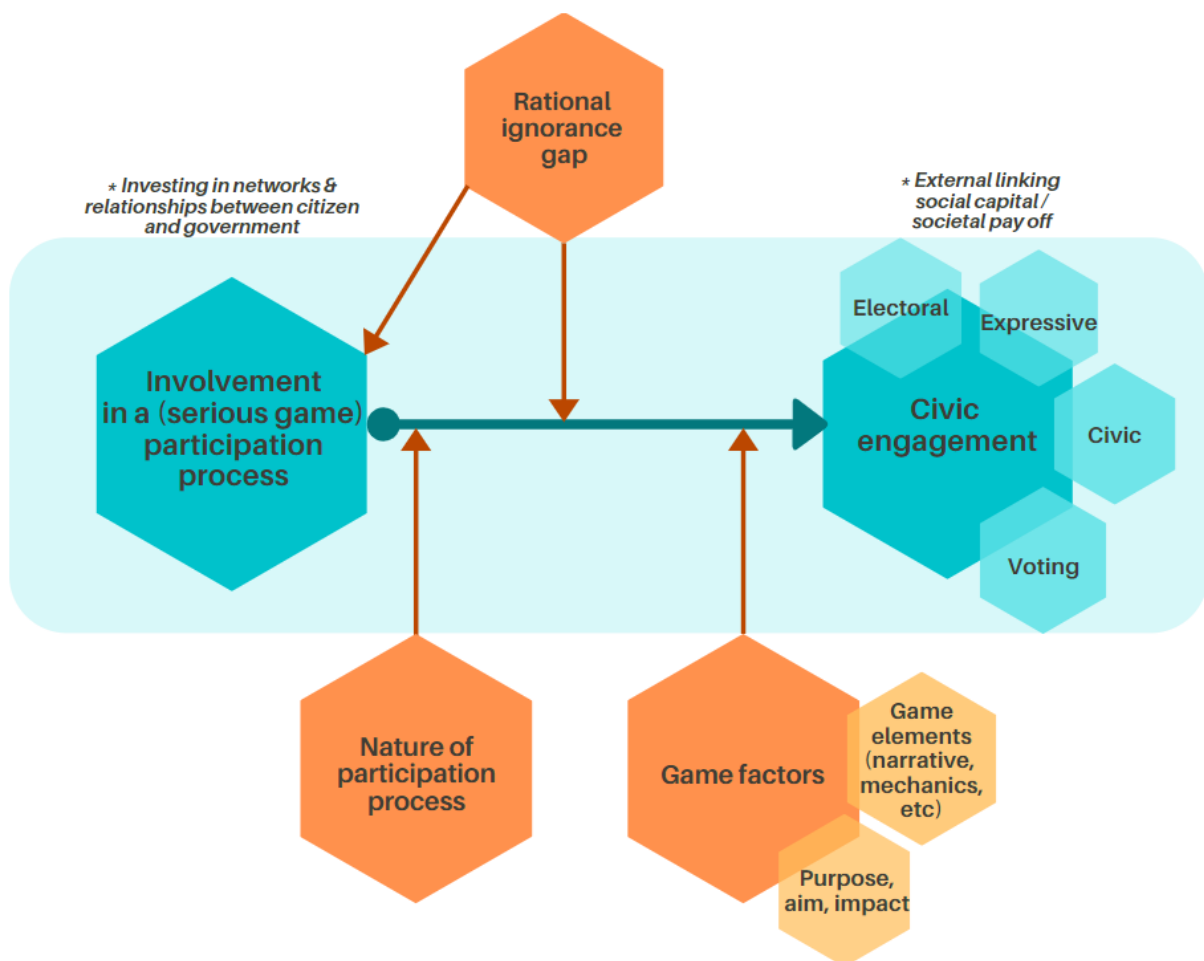 Rational
ignorance
gap
* Investing in networks &
relationships between citizen
and government
* External linking
social capital /
societal pay off
Electoral
Expressive
Involvement
in a (serious game)
participation
process
Civic
engagement
Civic
Voting
Nature of
participation
process
Game factors
Game
elements
(narrative,
mechanics,
etc)
Purpose,
aim, impact